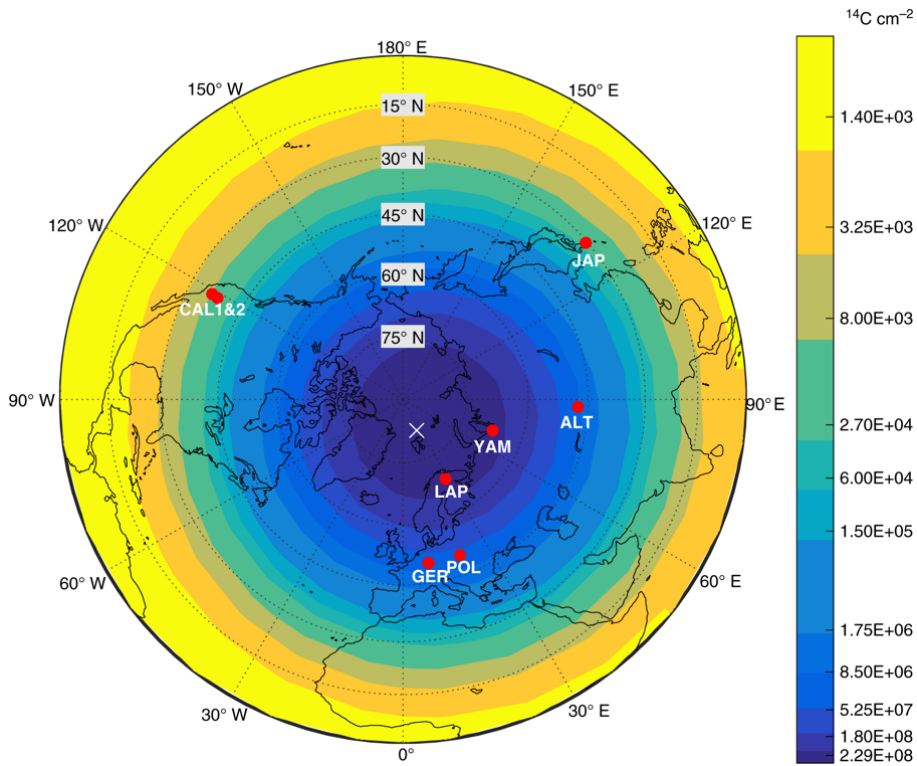 ¹⁴C cm⁻²
180° E
150° W
150° E
15° N
30° N
45° N
60° N
75° N
120° W
120° E
JAP
CAL1&2
90° W
90°E
ALT
YAM
LAP
GER
POL
60° W
60° E
30° W
30° E
0°
1.40E+03
3.25E+03
8.00E+03
2.70E+04
6.00E+04
1.50E+05
1.75E+06
8.50E+06
5.25E+07
1.80E+08
2.29E+08